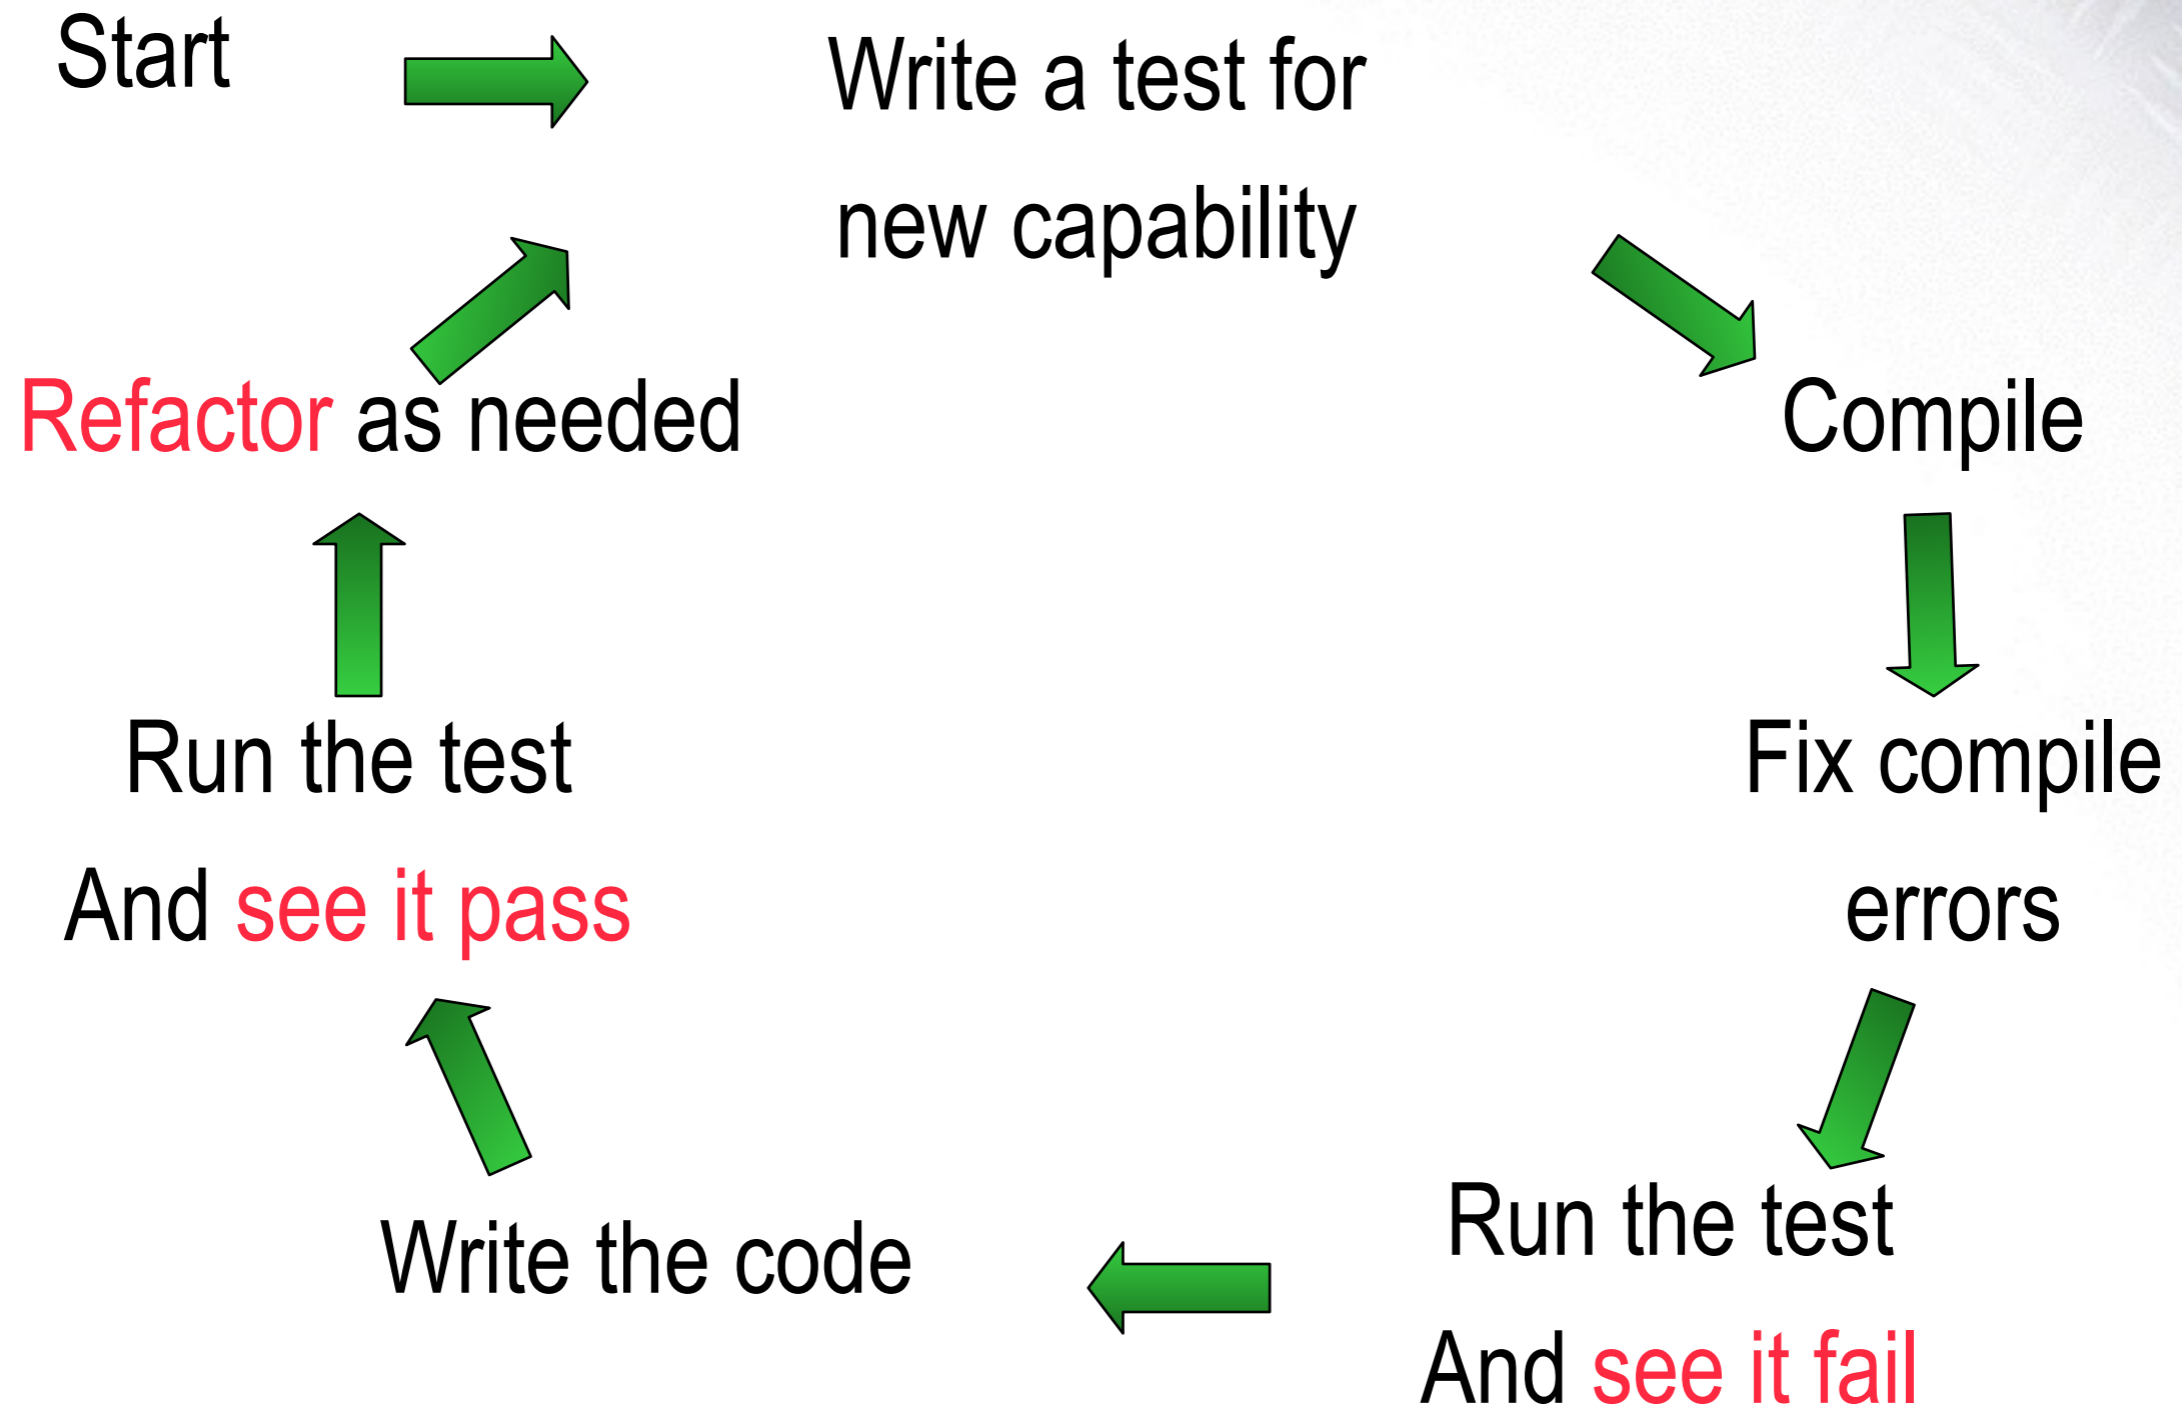 Start
Write a test for
new capability
Compile
Fix compile
errors
Run the test
And see it fail
Write the code
Run the test
And see it pass
Refactor as needed